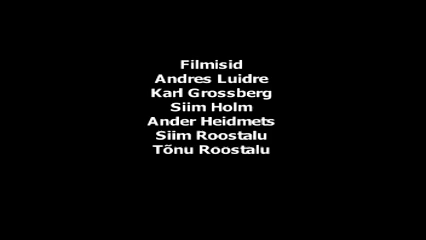 Filmisid
Andres Luidre
Karl Grossberg
Siim Holm
Ander Heidmets
Siim Roostalu
Tõnu Roostalu